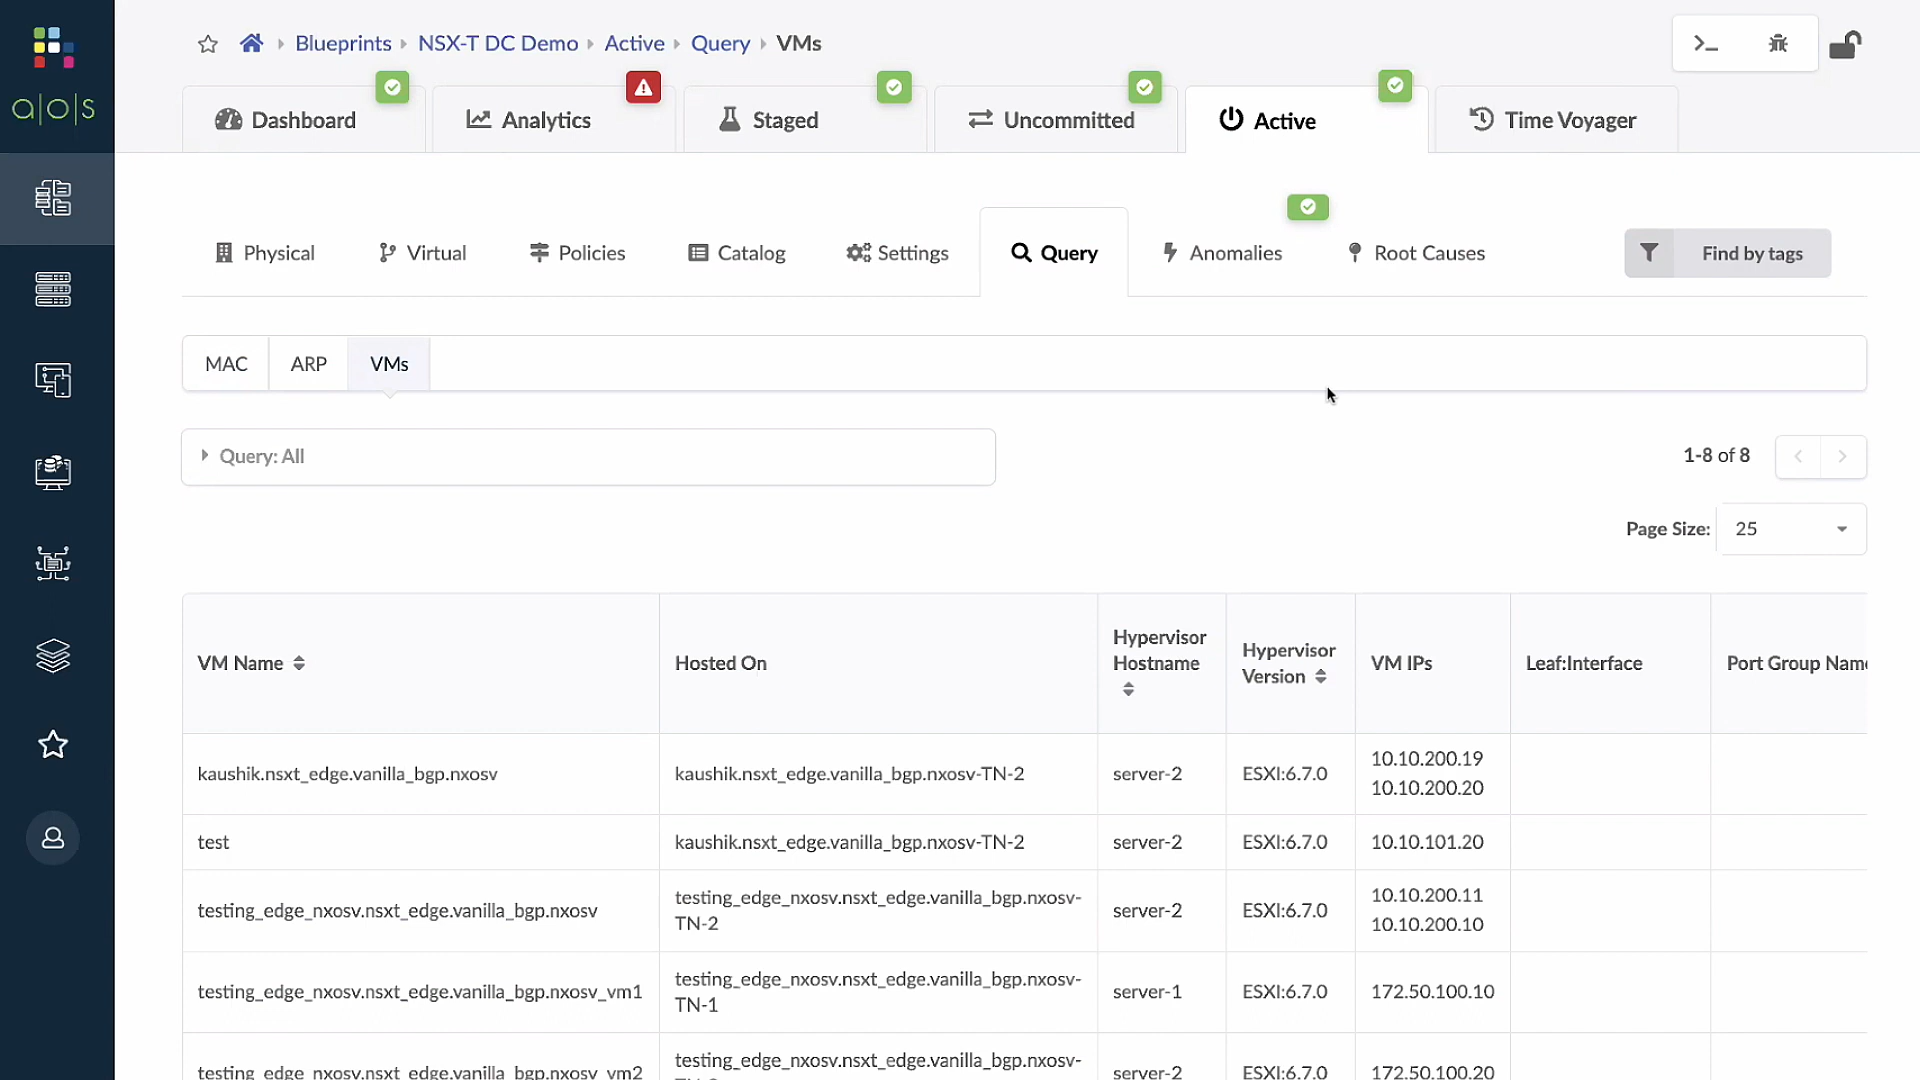 a|o|s
Blueprints
NSX-T DC Demo
Active
Query
VMs
Dashboard
Analytics
Staged
Uncommitted
Active
Time Voyager
Physical
Virtual
Policies
Catalog
Settings
Query
Anomalies
Root Causes
Find by tags
MAC
ARP
VMs
Query: All
1-8 of 8
Page Size:
25
VM Name
Hosted On
Hypervisor
Hostname
Hypervisor
Version
VM IPs
Leaf:Interface
Port Group Name
kaushik.nsxt_edge.vanilla_bgp.nxosv
kaushik.nsxt_edge.vanilla_bgp.nxosv-TN-2
server-2
ESXI:6.7.0
10.10.200.19
10.10.200.20
test
kaushik.nsxt_edge.vanilla_bgp.nxosv-TN-2
server-2
ESXI:6.7.0
10.10.101.20
testing_edge_nxosv.nsxt_edge.vanilla_bgp.nxosv
testing_edge_nxosv.nsxt_edge.vanilla_bgp.nxosv-
TN-2
server-2
ESXI:6.7.0
10.10.200.11
10.10.200.10
testing_edge_nxosv.nsxt_edge.vanilla_bgp.nxosv_vm1
testing_edge_nxosv.nsxt_edge.vanilla_bgp.nxosv-
TN-1
server-1
ESXI:6.7.0
172.50.100.10
testing_edge_nxosv.nsxt_edge.vanilla_bgp.nxosv_vm2
testing_edge_nxosv.nsxt_edge.vanilla_bgp.nxosv-
server-2
ESXI:6.7.0
172.50.100.20